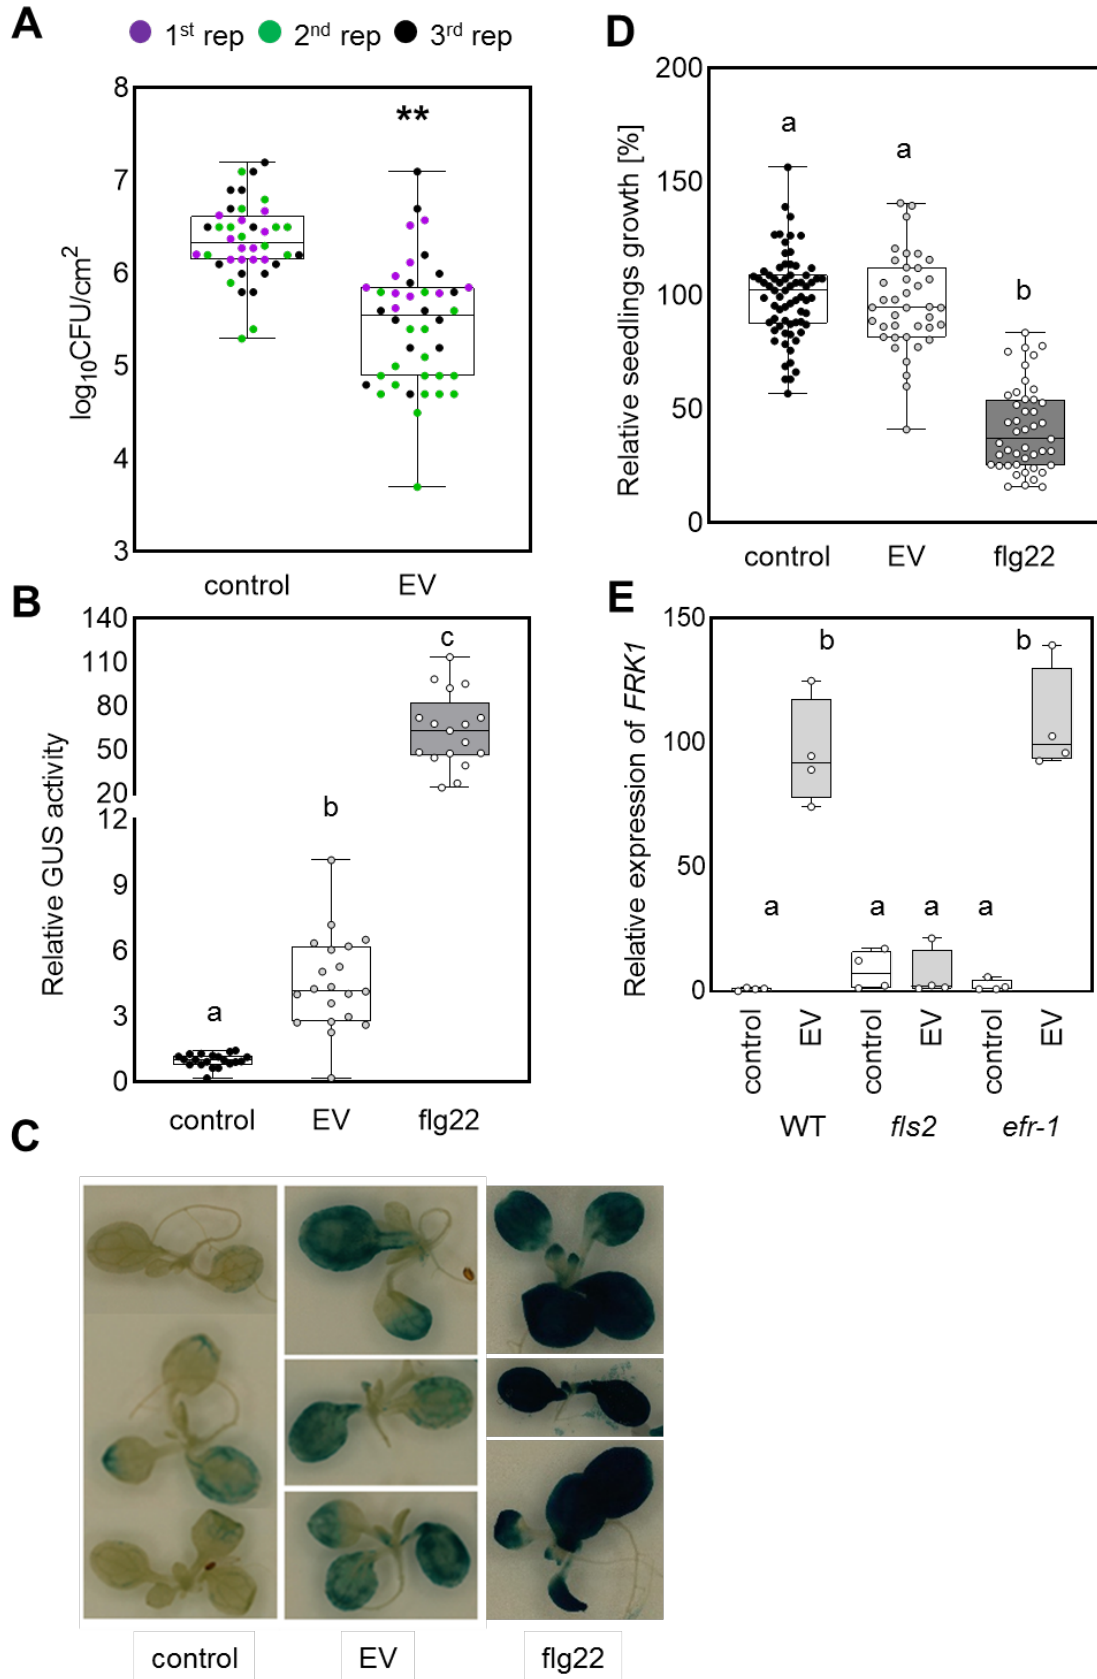 A
1st rep 2nd rep 3rd rep
8
7
6
5
4
3
log10CFU/cm2
**
control EV
B
140
110
80
50
20
12
9
6
3
0
Relative GUS activity
a
b
c
control EV flg22
C
control EV flg22
D
200
150
100
50
0
Relative seedlings growth [%]
a
a
b
control EV flg22
E
150
100
50
0
Relative expression of FRK1
a
b
a
a
a
b
control
EV
control
EV
control
EV
WT fls2 efr-1